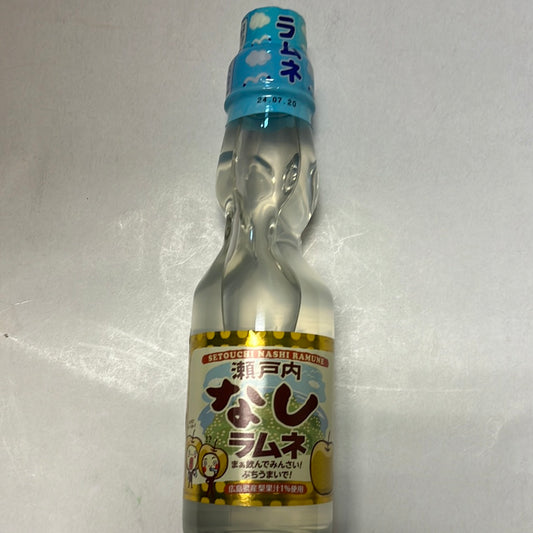 ラムネ
24.07.20
SETOUCHI NASHI RAMUNE
瀬戸内
なし
ラムネ
まぁ飲んでみんさい!
ぶちうまいで!
広島県産梨果汁1%使用